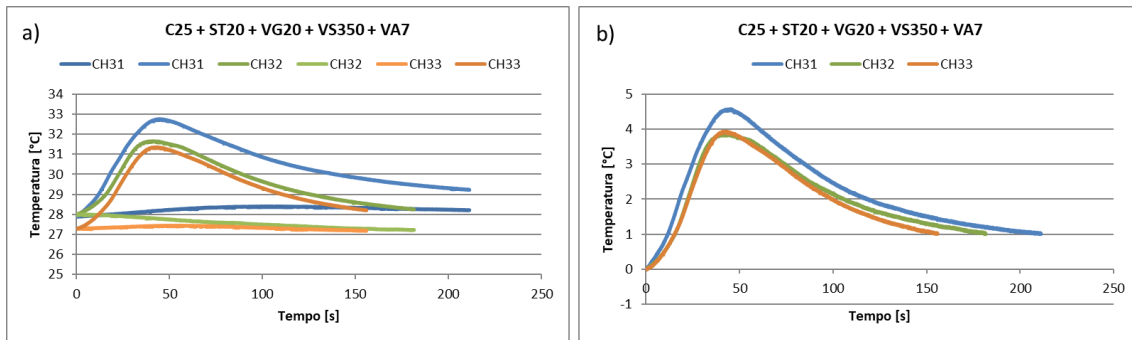 a)
C25 + ST20 + VG20 + VS350 + VA7
CH31 CH31 CH32 CH32 CH33 CH33
34
33
32
31
30
29
28
27
26
25
Temperatura [°C]
0 50 100 150 200 250
Tempo [s]
b)
C25 + ST20 + VG20 + VS350 + VA7
CH31 CH32 CH33
5
4
3
2
1
0
-1
Temperatura [°C]
0 50 100 150 200 250
Tempo [s]